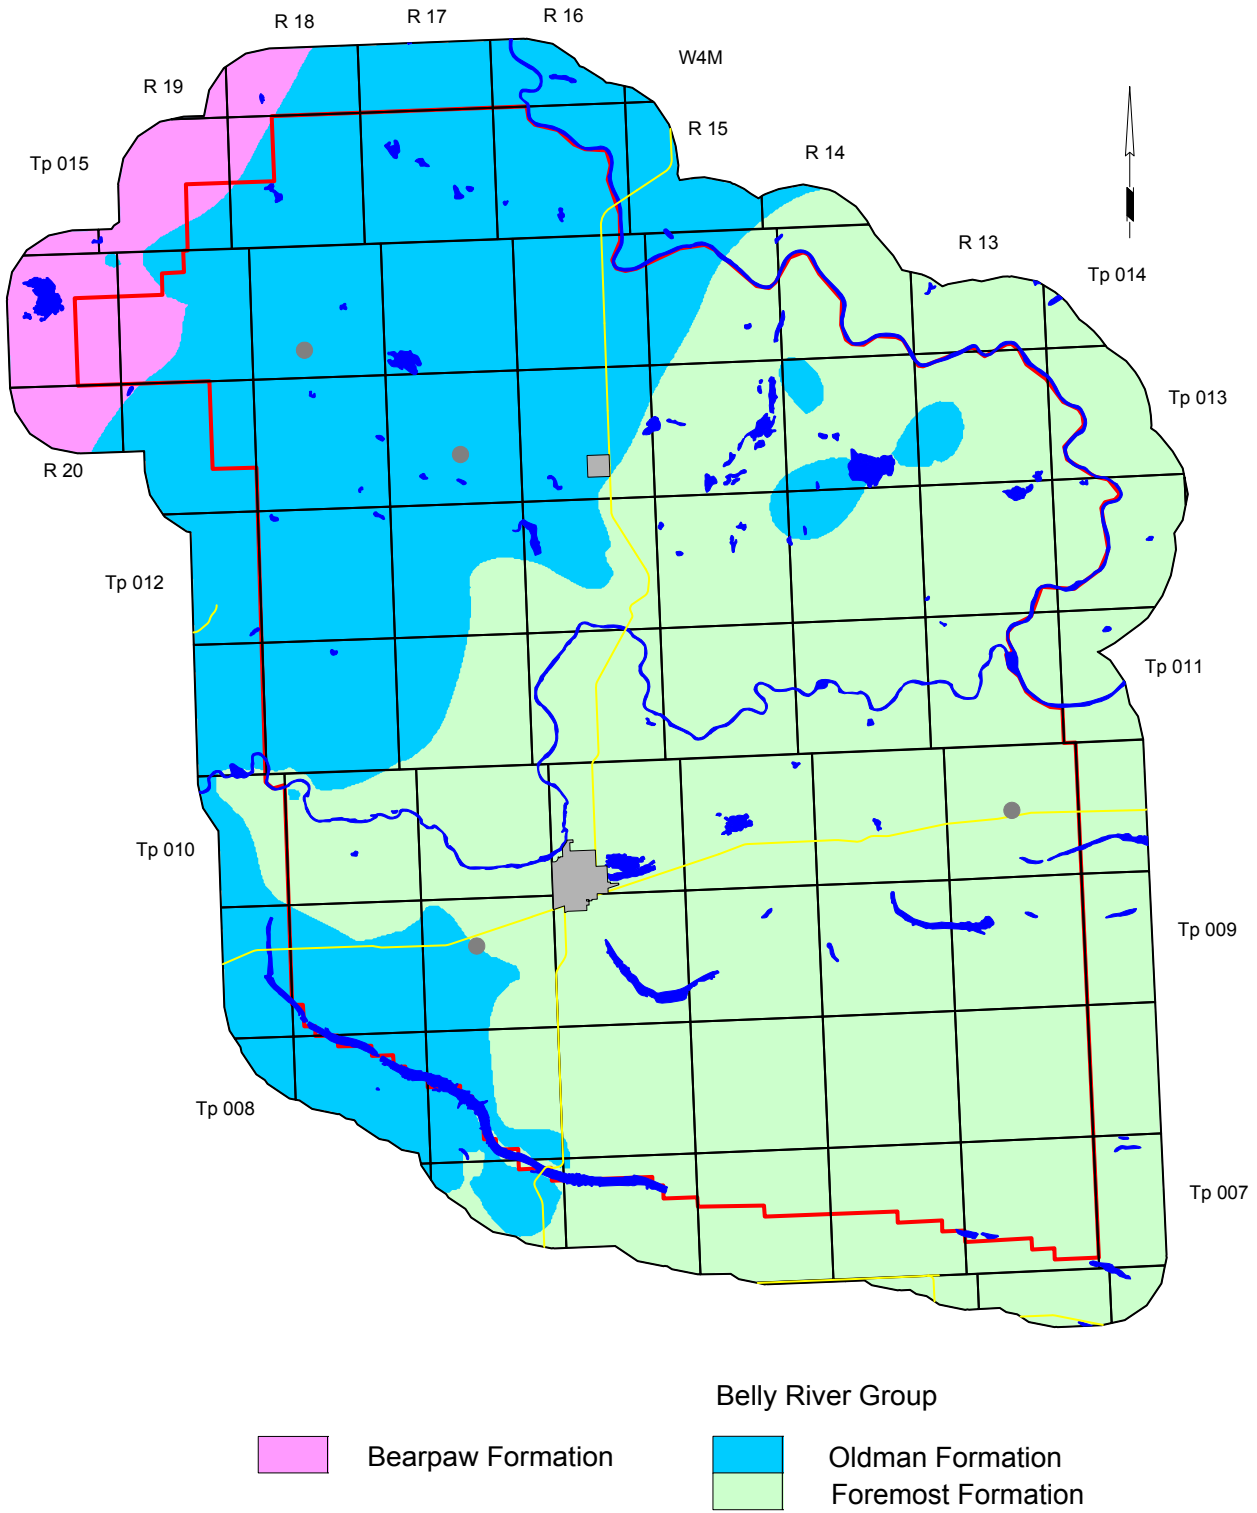 R 18
R 17
R 16
W4M
R 19
R 15
Tp 015
R 14
R 13
Tp 014
Tp 013
R 20
Tp 012
Tp 011
Tp 010
Tp 009
Tp 008
Tp 007
Belly River Group
Bearpaw Formation
Oldman Formation
Foremost Formation